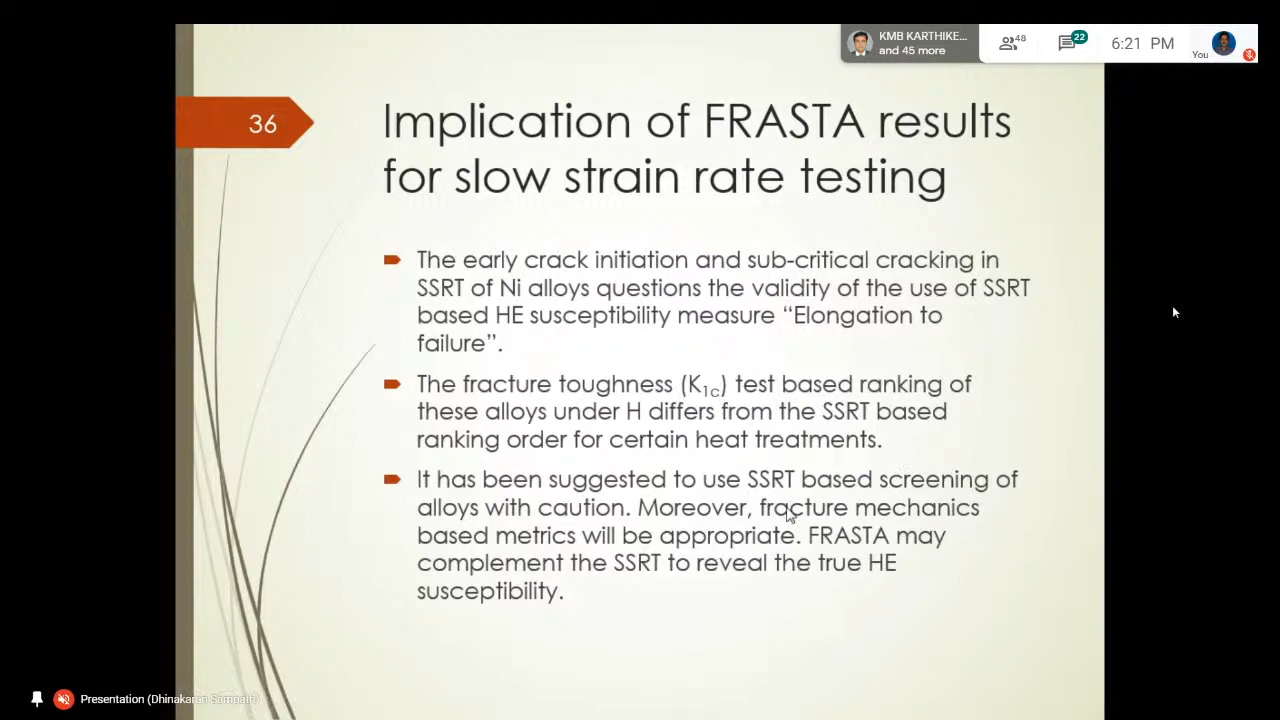 KMB KARTHIKE...
and 45 more
48
22
6:21 PM
You
36
Implication of FRASTA results
for slow strain rate testing
The early crack initiation and sub-critical cracking in
SSRT of Ni alloys questions the validity of the use of SSRT
based HE susceptibility measure “Elongation to
failure”.
The fracture toughness (K1c) test based ranking of
these alloys under H differs from the SSRT based
ranking order for certain heat treatments.
It has been suggested to use SSRT based screening of
alloys with caution. Moreover, fracture mechanics
based metrics will be appropriate. FRASTA may
complement the SSRT to reveal the true HE
susceptibility.
Presentation (Dhinakaran Sampath)